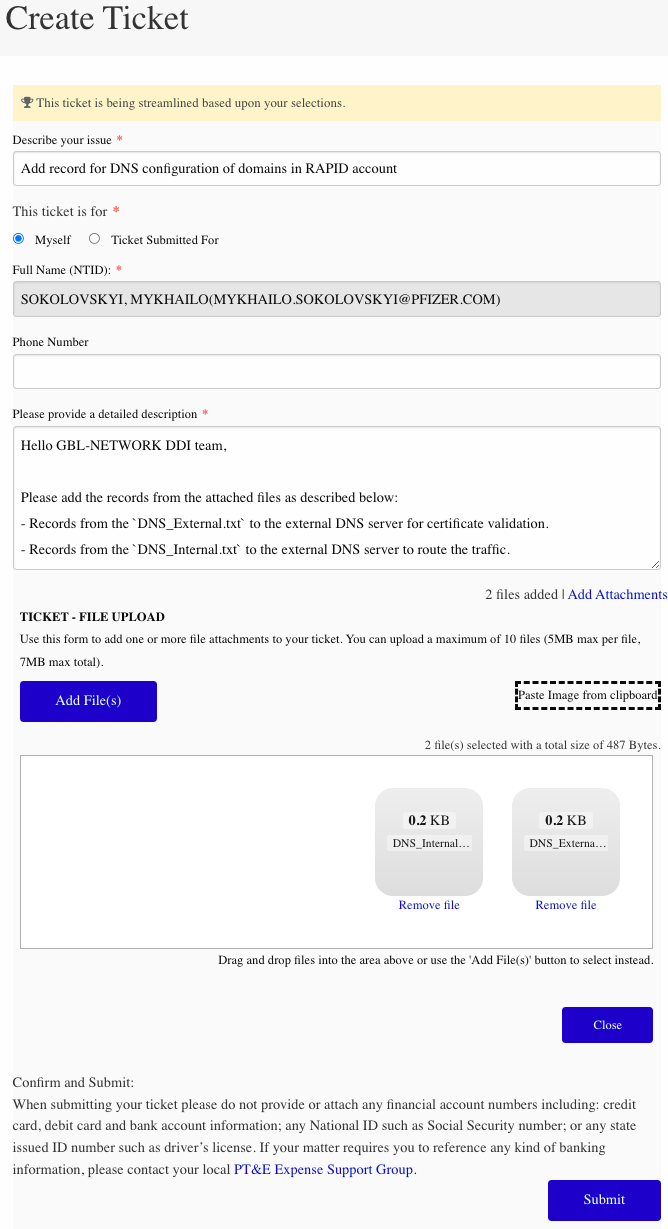 Create Ticket
This ticket is being streamlined based upon your selections.
Describe your issue *
Add record for DNS configuration of domains in RAPID account
This ticket is for *
Myself Ticket Submitted For
Full Name (NTID): *
SOKOLOVSKYI, MYKHAILO(MYKHAILO.SOKOLOVSKYI@PFIZER.COM)
Phone Number
Please provide a detailed description *
Hello GBL-NETWORK DDI team,
Please add the records from the attached files as described below:
- Records from the `DNS_External.txt` to the external DNS server for certificate validation.
- Records from the `DNS_Internal.txt` to the external DNS server to route the traffic.
2 files added | Add Attachments
TICKET - FILE UPLOAD
Use this form to add one or more file attachments to your ticket. You can upload a maximum of 10 files (5MB max per file,
7MB max total).
Add File(s)
Paste Image from clipboard
2 file(s) selected with a total size of 487 Bytes.
0.2 KB 0.2 KB
DNS_Internal… DNS_Externa…
Remove file Remove file
Drag and drop files into the area above or use the 'Add File(s)' button to select instead.
Close
Confirm and Submit:
When submitting your ticket please do not provide or attach any financial account numbers including: credit
card, debit card and bank account information; any National ID such as Social Security number; or any state
issued ID number such as driver’s license. If your matter requires you to reference any kind of banking
information, please contact your local PT&E Expense Support Group.
Submit